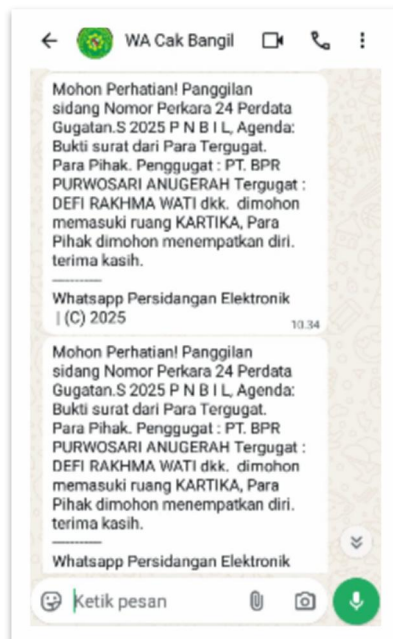 WA Cak Bangil
Mohon Perhatian! Panggilan
sidang Nomor Perkara 24 Perdata
Gugatan.S 2025 P N B I L, Agenda:
Bukti surat dari Para Tergugat.
Para Pihak. Penggugat : PT. BPR
PURWOSARI ANUGERAH Tergugat :
DEFI RAKHMA WATI dkk.  dimohon
memasuki ruang KARTIKA, Para
Pihak dimohon menempatkan diri.
terima kasih.
----------
Whatsapp Persidangan Elektronik
| (C) 2025
10.34
Mohon Perhatian! Panggilan
sidang Nomor Perkara 24 Perdata
Gugatan.S 2025 P N B I L, Agenda:
Bukti surat dari Para Tergugat.
Para Pihak. Penggugat : PT. BPR
PURWOSARI ANUGERAH Tergugat :
DEFI RAKHMA WATI dkk.  dimohon
memasuki ruang KARTIKA, Para
Pihak dimohon menempatkan diri.
terima kasih.
----------
Whatsapp Persidangan Elektronik
Ketik pesan